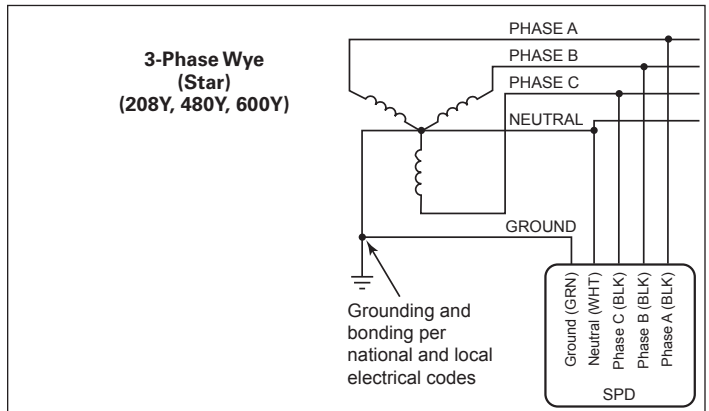 3-Phase Wye
(Star)
(208Y, 480Y, 600Y)
PHASE A
PHASE B
PHASE C
NEUTRAL
GROUND
Grounding and
bonding per
national and local
electrical codes
Ground (GRN)
Neutral (WHT)
Phase C (BLK)
Phase B (BLK)
Phase A (BLK)
SPD